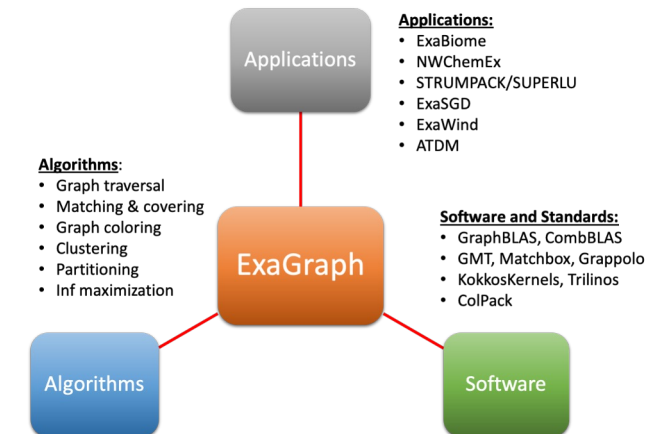 Applications
Applications:
• ExaBiome
• NWChemEx
• STRUMPACK/SUPERLU
• ExaSGD
• ExaWind
• ATDM
Algorithms:
• Graph traversal
• Matching & covering
• Graph coloring
• Clustering
• Partitioning
• Inf maximization
ExaGraph
Software and Standards:
• GraphBLAS, CombBLAS
• GMT, Matchbox, Grappolo
• KokkosKernels, Trilinos
• ColPack
Algorithms
Software